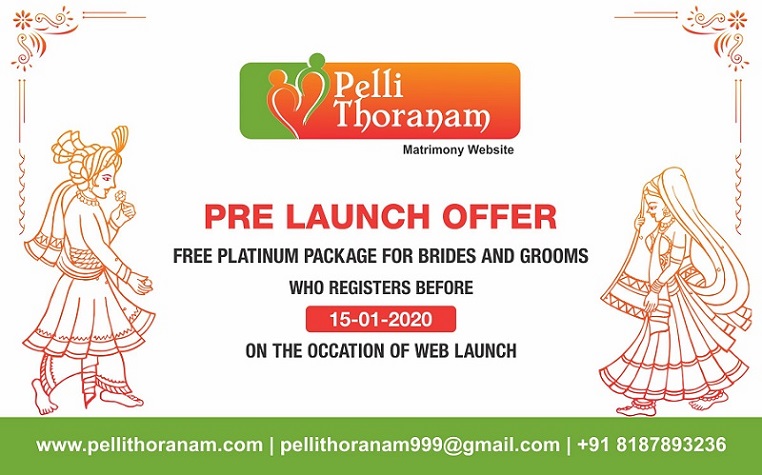 Pelli
Thoranam
Matrimony Website
PRE LAUNCH OFFER
FREE PLATINUM PACKAGE FOR BRIDES AND GROOMS
WHO REGISTERS BEFORE
15-01-2020
ON THE OCCATION OF WEB LAUNCH
www.pellithoranam.com | pellithoranam999@gmail.com | +91 8187893236